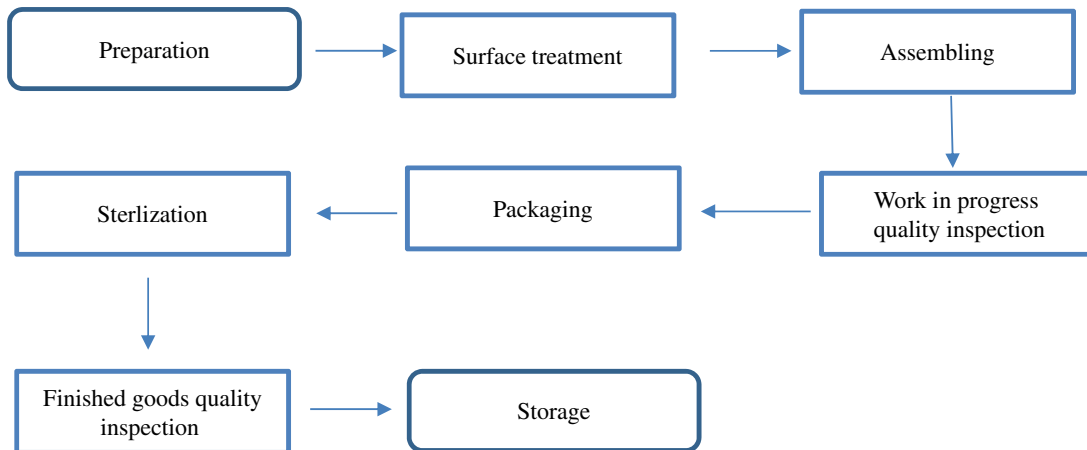 Preparation
Surface treatment
Assembling
Work in progress
quality inspection
Packaging
Sterlization
Finished goods quality
inspection
Storage